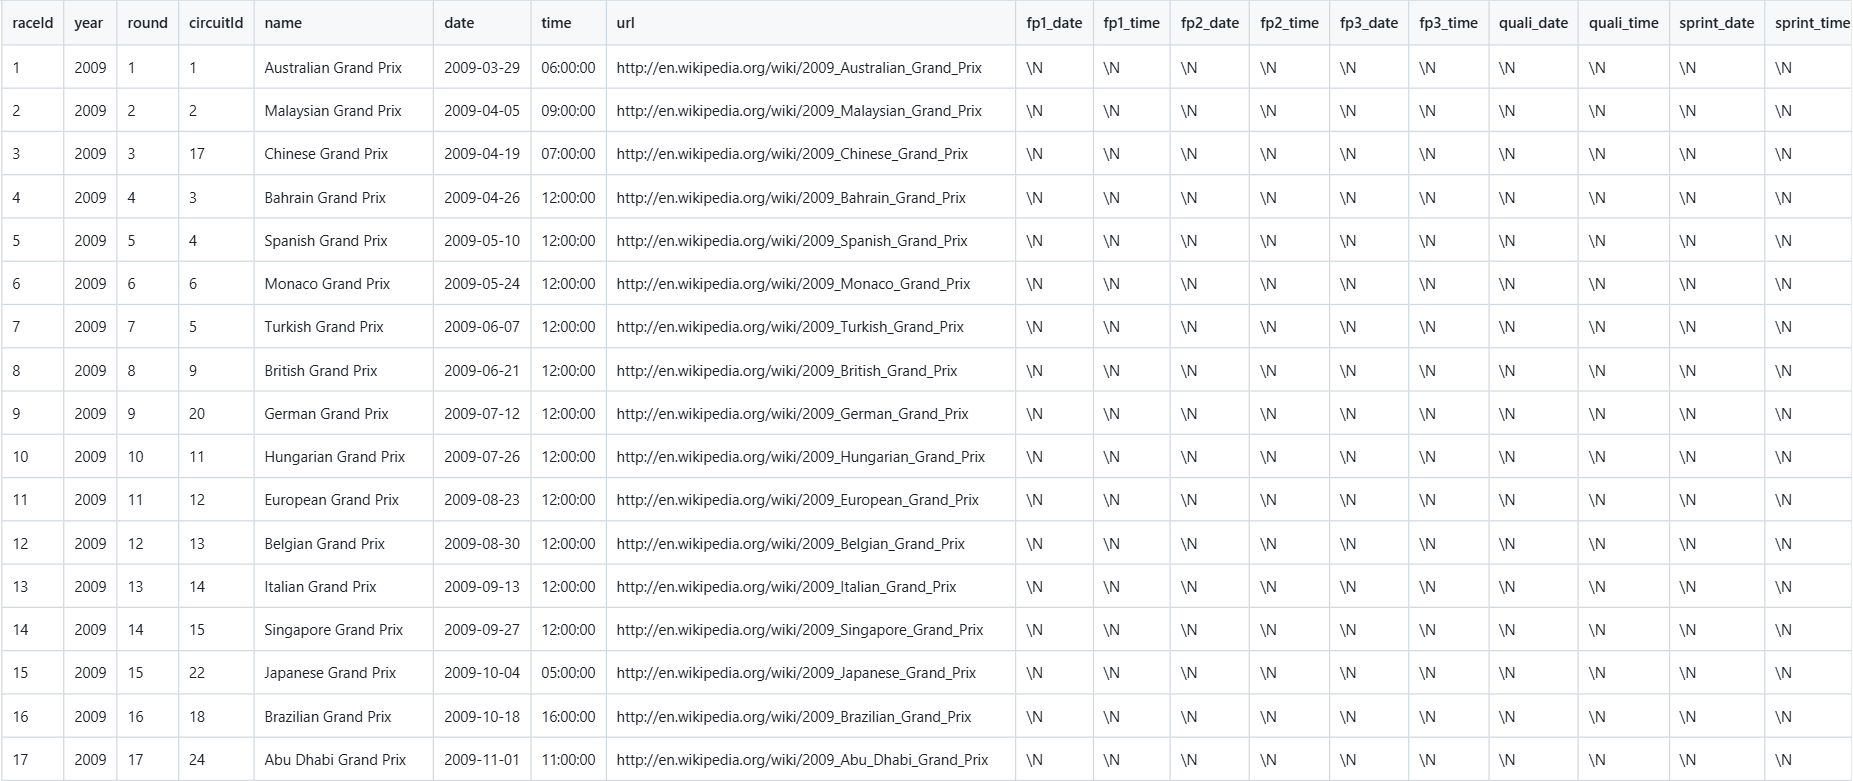 raceId year round circuitId name date time url fp1_date fp1_time fp2_date fp2_time fp3_date fp3_time quali_date quali_time sprint_date sprint_time
1 2009 1 1 Australian Grand Prix 2009-03-29 06:00:00 http://en.wikipedia.org/wiki/2009_Australian_Grand_Prix \N \N \N \N \N \N \N \N \N \N
2 2009 2 2 Malaysian Grand Prix 2009-04-05 09:00:00 http://en.wikipedia.org/wiki/2009_Malaysian_Grand_Prix \N \N \N \N \N \N \N \N \N \N
3 2009 3 17 Chinese Grand Prix 2009-04-19 07:00:00 http://en.wikipedia.org/wiki/2009_Chinese_Grand_Prix \N \N \N \N \N \N \N \N \N \N
4 2009 4 3 Bahrain Grand Prix 2009-04-26 12:00:00 http://en.wikipedia.org/wiki/2009_Bahrain_Grand_Prix \N \N \N \N \N \N \N \N \N \N
5 2009 5 4 Spanish Grand Prix 2009-05-10 12:00:00 http://en.wikipedia.org/wiki/2009_Spanish_Grand_Prix \N \N \N \N \N \N \N \N \N \N
6 2009 6 6 Monaco Grand Prix 2009-05-24 12:00:00 http://en.wikipedia.org/wiki/2009_Monaco_Grand_Prix \N \N \N \N \N \N \N \N \N \N
7 2009 7 5 Turkish Grand Prix 2009-06-07 12:00:00 http://en.wikipedia.org/wiki/2009_Turkish_Grand_Prix \N \N \N \N \N \N \N \N \N \N
8 2009 8 9 British Grand Prix 2009-06-21 12:00:00 http://en.wikipedia.org/wiki/2009_British_Grand_Prix \N \N \N \N \N \N \N \N \N \N
9 2009 9 20 German Grand Prix 2009-07-12 12:00:00 http://en.wikipedia.org/wiki/2009_German_Grand_Prix \N \N \N \N \N \N \N \N \N \N
10 2009 10 11 Hungarian Grand Prix 2009-07-26 12:00:00 http://en.wikipedia.org/wiki/2009_Hungarian_Grand_Prix \N \N \N \N \N \N \N \N \N \N
11 2009 11 12 European Grand Prix 2009-08-23 12:00:00 http://en.wikipedia.org/wiki/2009_European_Grand_Prix \N \N \N \N \N \N \N \N \N \N
12 2009 12 13 Belgian Grand Prix 2009-08-30 12:00:00 http://en.wikipedia.org/wiki/2009_Belgian_Grand_Prix \N \N \N \N \N \N \N \N \N \N
13 2009 13 14 Italian Grand Prix 2009-09-13 12:00:00 http://en.wikipedia.org/wiki/2009_Italian_Grand_Prix \N \N \N \N \N \N \N \N \N \N
14 2009 14 15 Singapore Grand Prix 2009-09-27 12:00:00 http://en.wikipedia.org/wiki/2009_Singapore_Grand_Prix \N \N \N \N \N \N \N \N \N \N
15 2009 15 22 Japanese Grand Prix 2009-10-04 05:00:00 http://en.wikipedia.org/wiki/2009_Japanese_Grand_Prix \N \N \N \N \N \N \N \N \N \N
16 2009 16 18 Brazilian Grand Prix 2009-10-18 16:00:00 http://en.wikipedia.org/wiki/2009_Brazilian_Grand_Prix \N \N \N \N \N \N \N \N \N \N
17 2009 17 24 Abu Dhabi Grand Prix 2009-11-01 11:00:00 http://en.wikipedia.org/wiki/2009_Abu_Dhabi_Grand_Prix \N \N \N \N \N \N \N \N \N \N